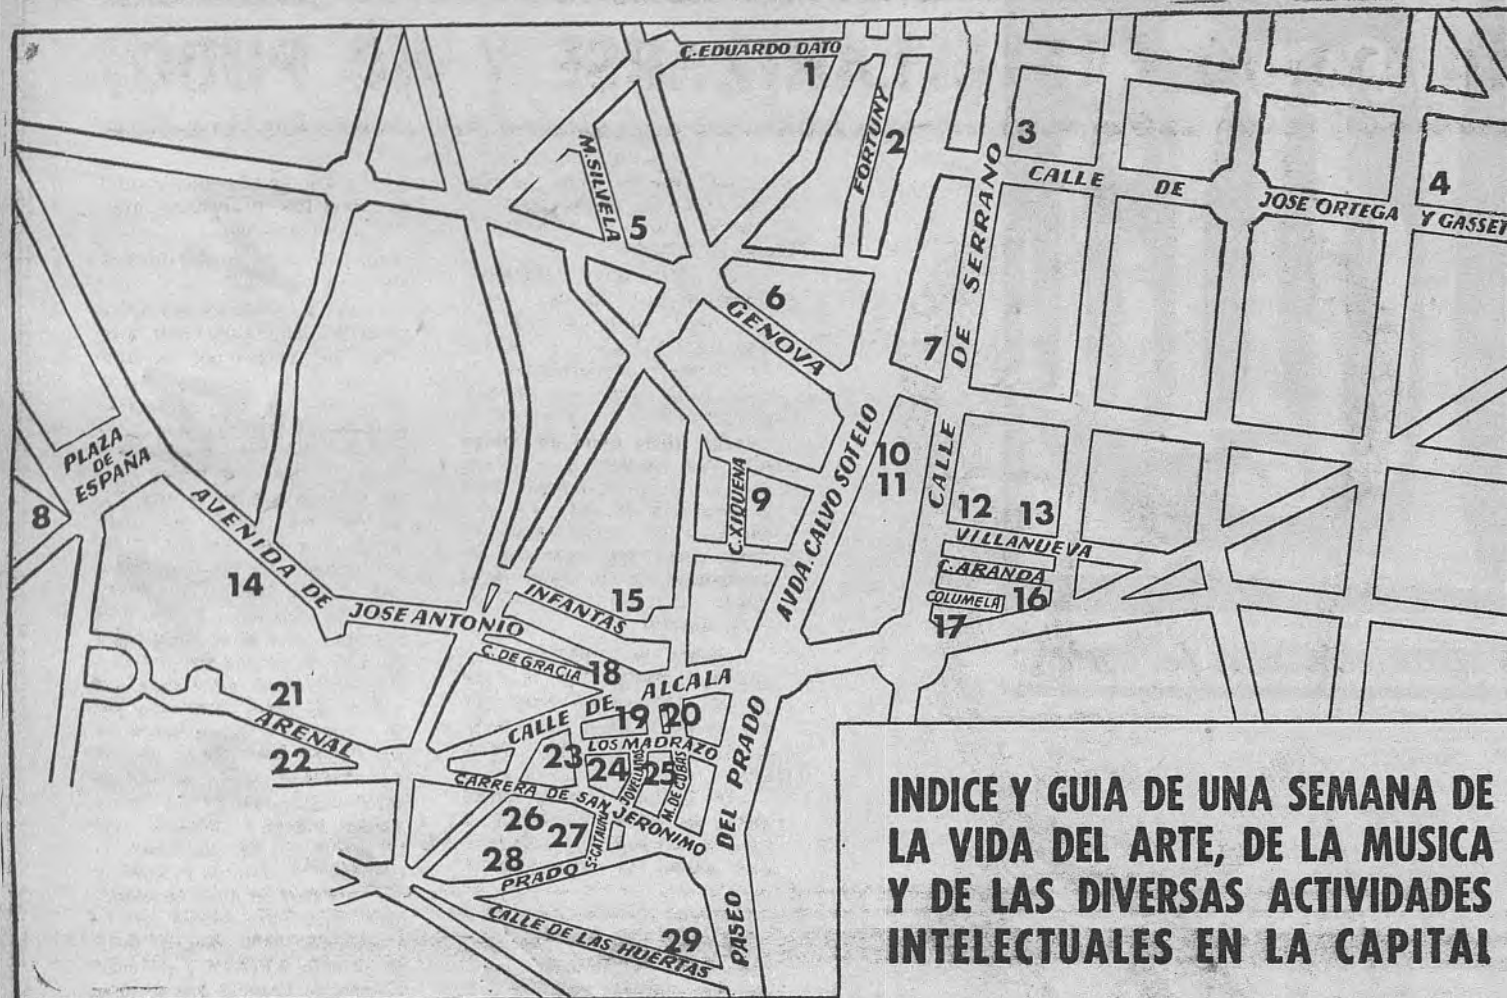 C. EDUARDO DATO
1
FORTUNY
2
3
CALLE DE JOSE ORTEGA Y GASSET
4
M. SILVELA
5
6
GENOVA
7
CALLE DE SERRANO
PLAZA
DE
ESPAÑA
8
C. XIQUENA
9
AVDA. CALVO SOTELO
10
11
12
13
VILLANUEVA
C. ARANDA
COLUMELA
16
17
AVENIDA DE JOSE ANTONIO
14
INFANTAS
15
C. DE GRACIA
18
CALLE DE ALCALA
19
20
LOS MADRAZO
21
ARENAL
22
23
24
JOVELLANOS
25
M. DE CUBAS
CARRERA DE SAN JERONIMO
26
27
S.ᵗᵃ CATALINA
28
PRADO
CALLE DE LAS HUERTAS
29
PASEO DEL PRADO
INDICE Y GUIA DE UNA SEMANA DE
LA VIDA DEL ARTE, DE LA MUSICA
Y DE LAS DIVERSAS ACTIVIDADES
INTELECTUALES EN LA CAPITAL